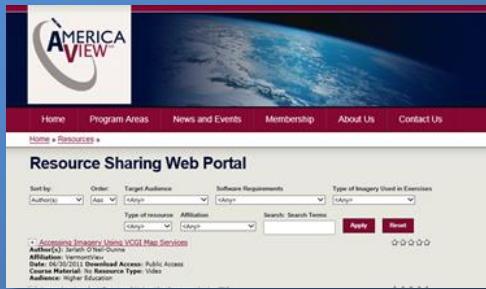 AMERICA
VIEW
Home Program Areas News and Events Membership About Us Contact Us
Home » Resources »
Resource Sharing Web Portal
Sort by: Order: Target Audience Software Requirements Type of Imagery Used in Exercises
Author(s) Asc <Any> <Any> <Any>
Type of resource Affiliation Search: Search Terms
<Any> <Any> Apply Reset
Accessing Imagery Using VCGI Map Services
Author(s): Jarlath O'Neil-Dunne
Affiliation: VermontView
Date: 06/30/2011 Download Access: Public Access
Course Material: No Resource Type: Video
Audience: Higher Education